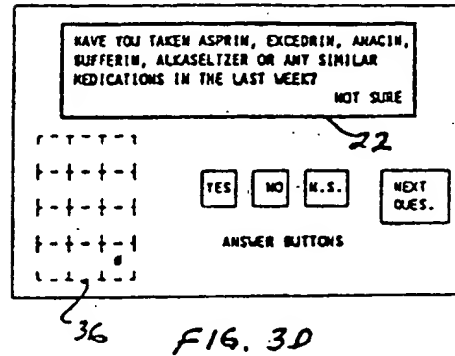 HAVE YOU TAKEN ASPRIN, EXCEDRIN, ANACIN,
BUFFERIN, ALKASELTZER OR ANY SIMILAR
MEDICATIONS IN THE LAST WEEK?
NOT SURE
22
YES NO N.S. NEXT
QUES.
ANSWER BUTTONS
36
FIG. 3D